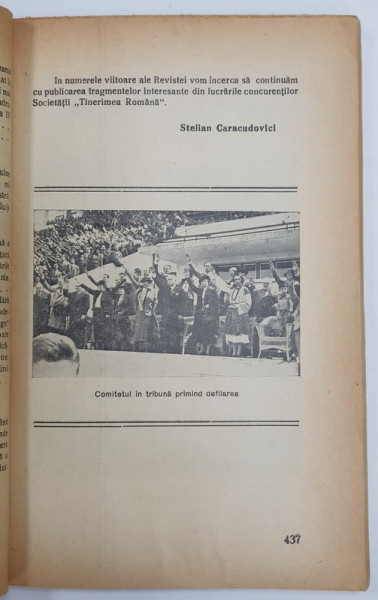 In numerele viitoare ale Revistei vom încerca să continuăm
cu publicarea fragmentelor interesante din lucrările concurenţilor
Societăţii „Tinerimea Română“.
Stelian Caracudovici
Comitetul în tribună primind defilarea
437